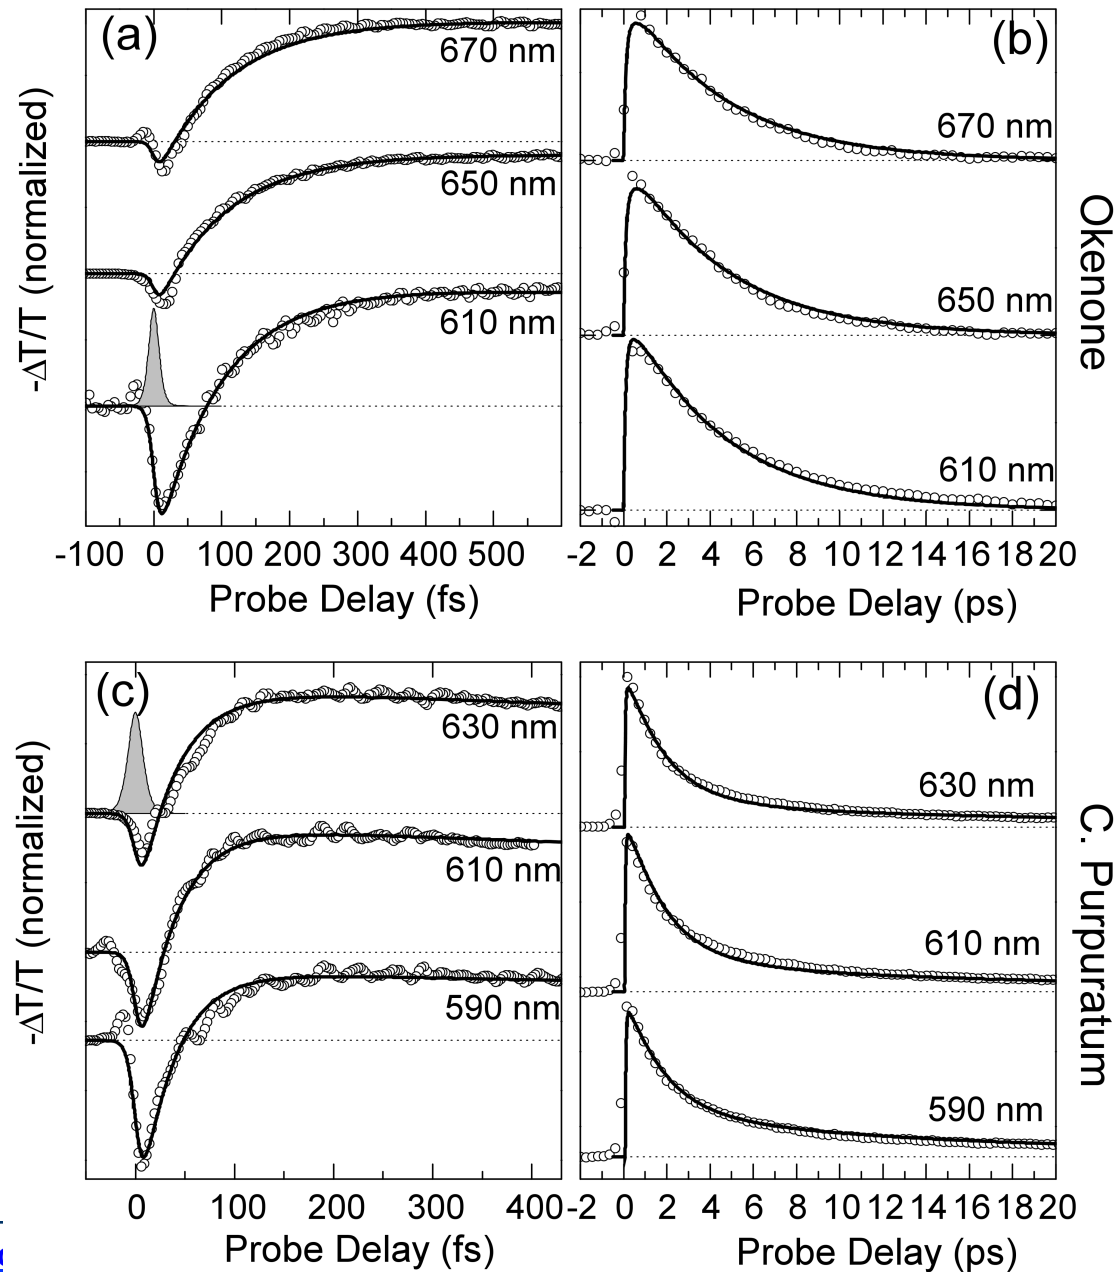 (a)
670 nm
650 nm
610 nm
-ΔT/T (normalized)
-100 0 100 200 300 400 500
Probe Delay (fs)
(b)
670 nm
650 nm
610 nm
Okenone
-2 0 2 4 6 8 10 12 14 16 18 20
Probe Delay (ps)
(c)
630 nm
610 nm
590 nm
-ΔT/T (normalized)
0 100 200 300 400
Probe Delay (fs)
(d)
630 nm
610 nm
590 nm
C. Purpuratum
-2 0 2 4 6 8 10 12 14 16 18 20
Probe Delay (ps)